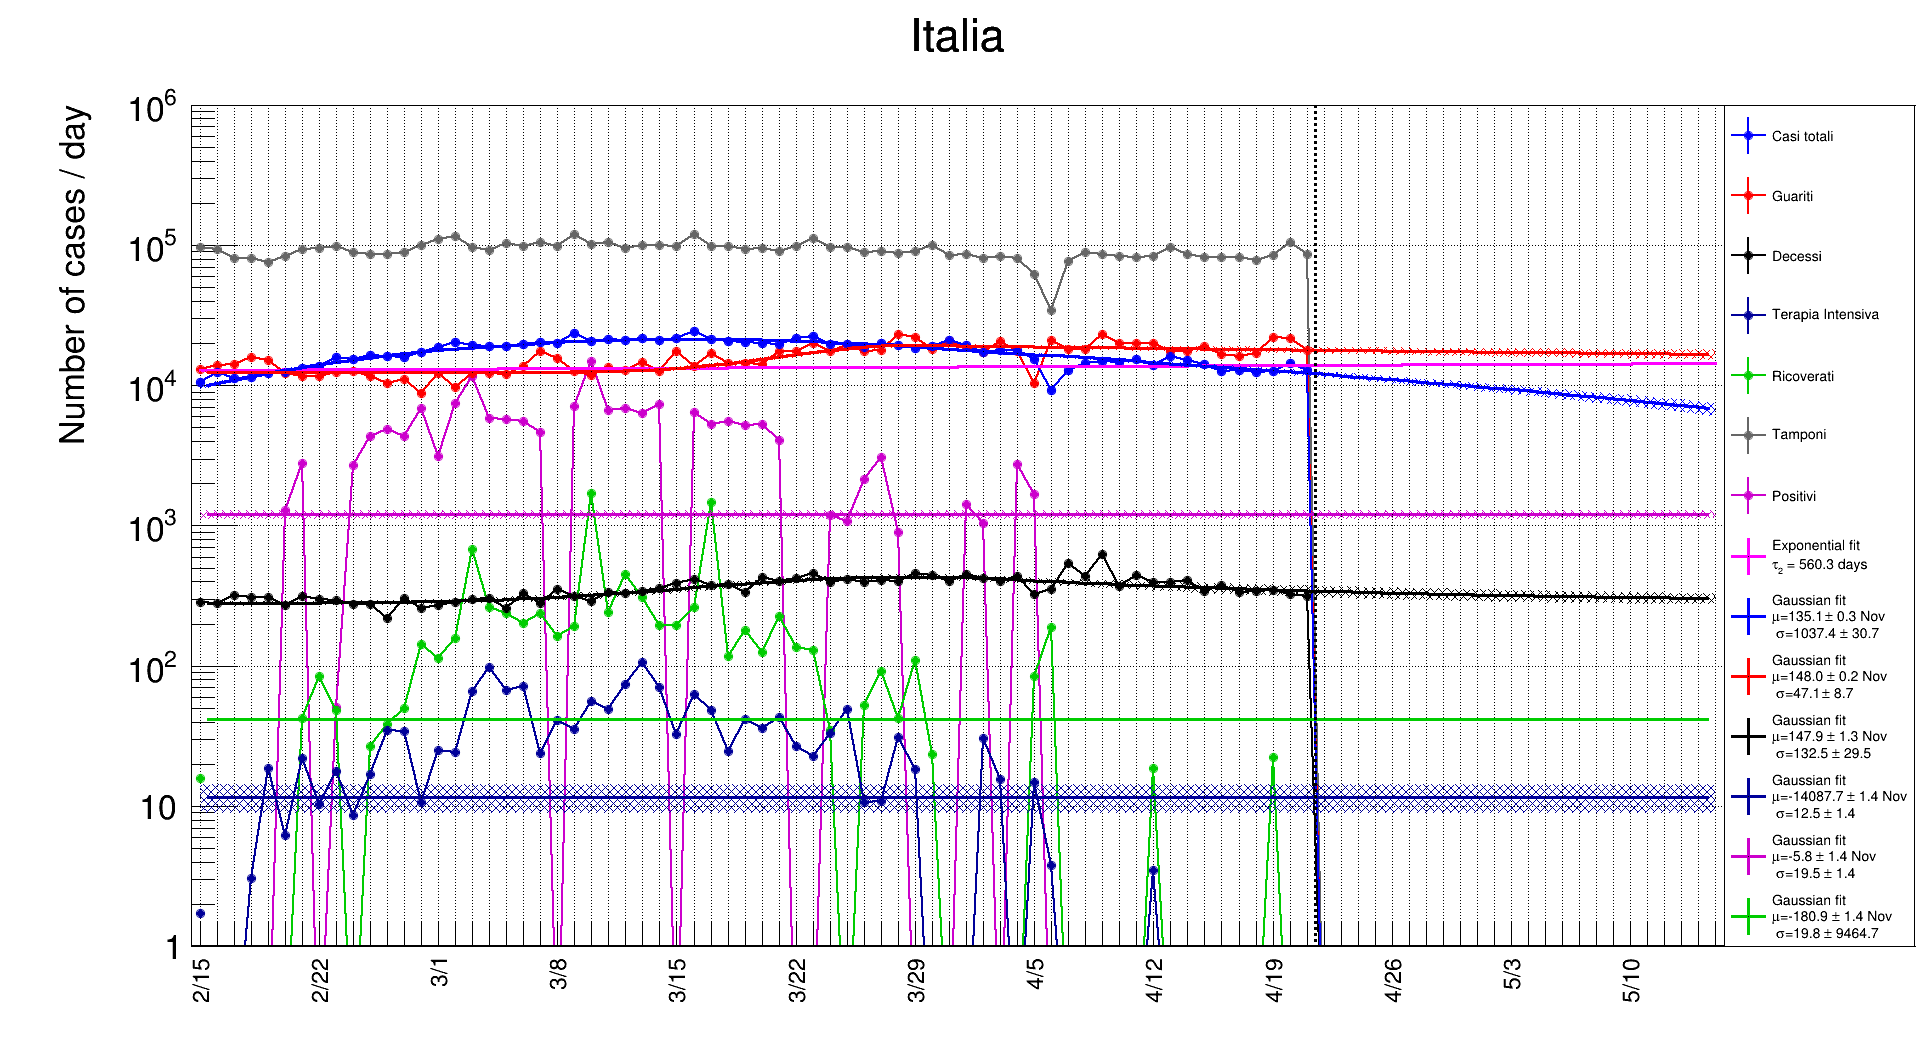 Italia
Number of cases / day
10^6
10^5
10^4
10^3
10^2
10
1
2/15
2/22
3/1
3/8
3/15
3/22
3/29
4/5
4/12
4/19
4/26
5/3
5/10
Casi totali
Guariti
Decessi
Terapia Intensiva
Ricoverati
Tamponi
Positivi
Exponential fit
τ₂ = 560.3 days
Gaussian fit
μ=135.1 ± 0.3 Nov
σ=1037.4 ± 30.7
Gaussian fit
μ=148.0 ± 0.2 Nov
σ=47.1 ± 8.7
Gaussian fit
μ=147.9 ± 1.3 Nov
σ=132.5 ± 29.5
Gaussian fit
μ=-14087.7 ± 1.4 Nov
σ=12.5 ± 1.4
Gaussian fit
μ=-5.8 ± 1.4 Nov
σ=19.5 ± 1.4
Gaussian fit
μ=-180.9 ± 1.4 Nov
σ=19.8 ± 9464.7